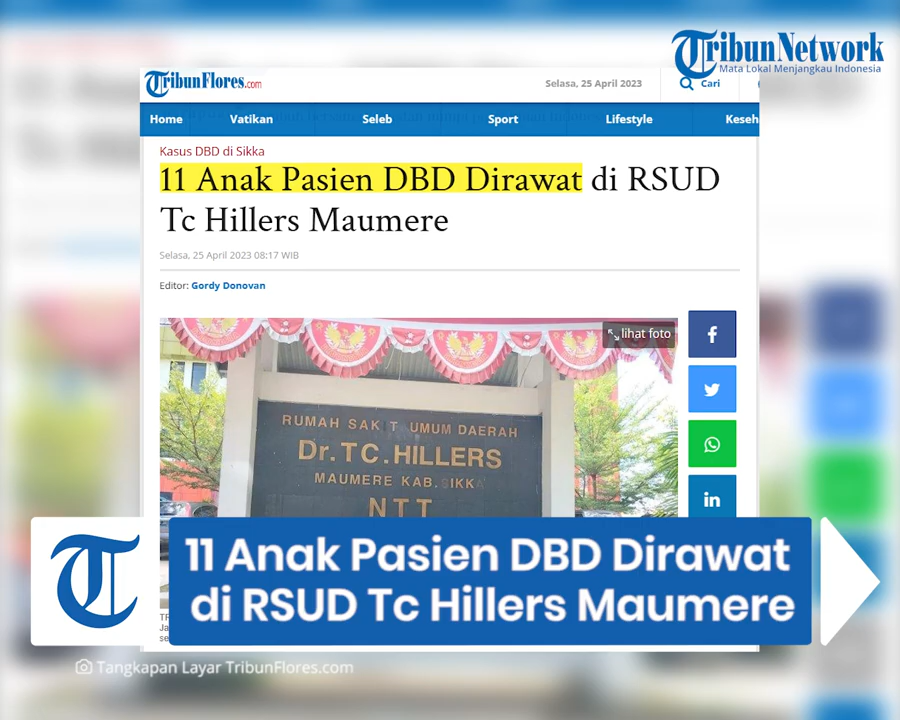 TribunNetwork
Mata Lokal Menjangkau Indonesia
TribunFlores.com
Selasa, 25 April 2023
Cari
Home Vatikan Seleb Sport Lifestyle Keseh
Kasus DBD di Sikka
11 Anak Pasien DBD Dirawat di RSUD
Tc Hillers Maumere
Selasa, 25 April 2023 08:17 WIB
Editor: Gordy Donovan
lihat foto
RUMAH SAKIT UMUM DAERAH
Dr.TC.HILLERS
MAUMERE KAB.SIKKA
NTT
11 Anak Pasien DBD Dirawat
di RSUD Tc Hillers Maumere
Tangkapan Layar TribunFlores.com